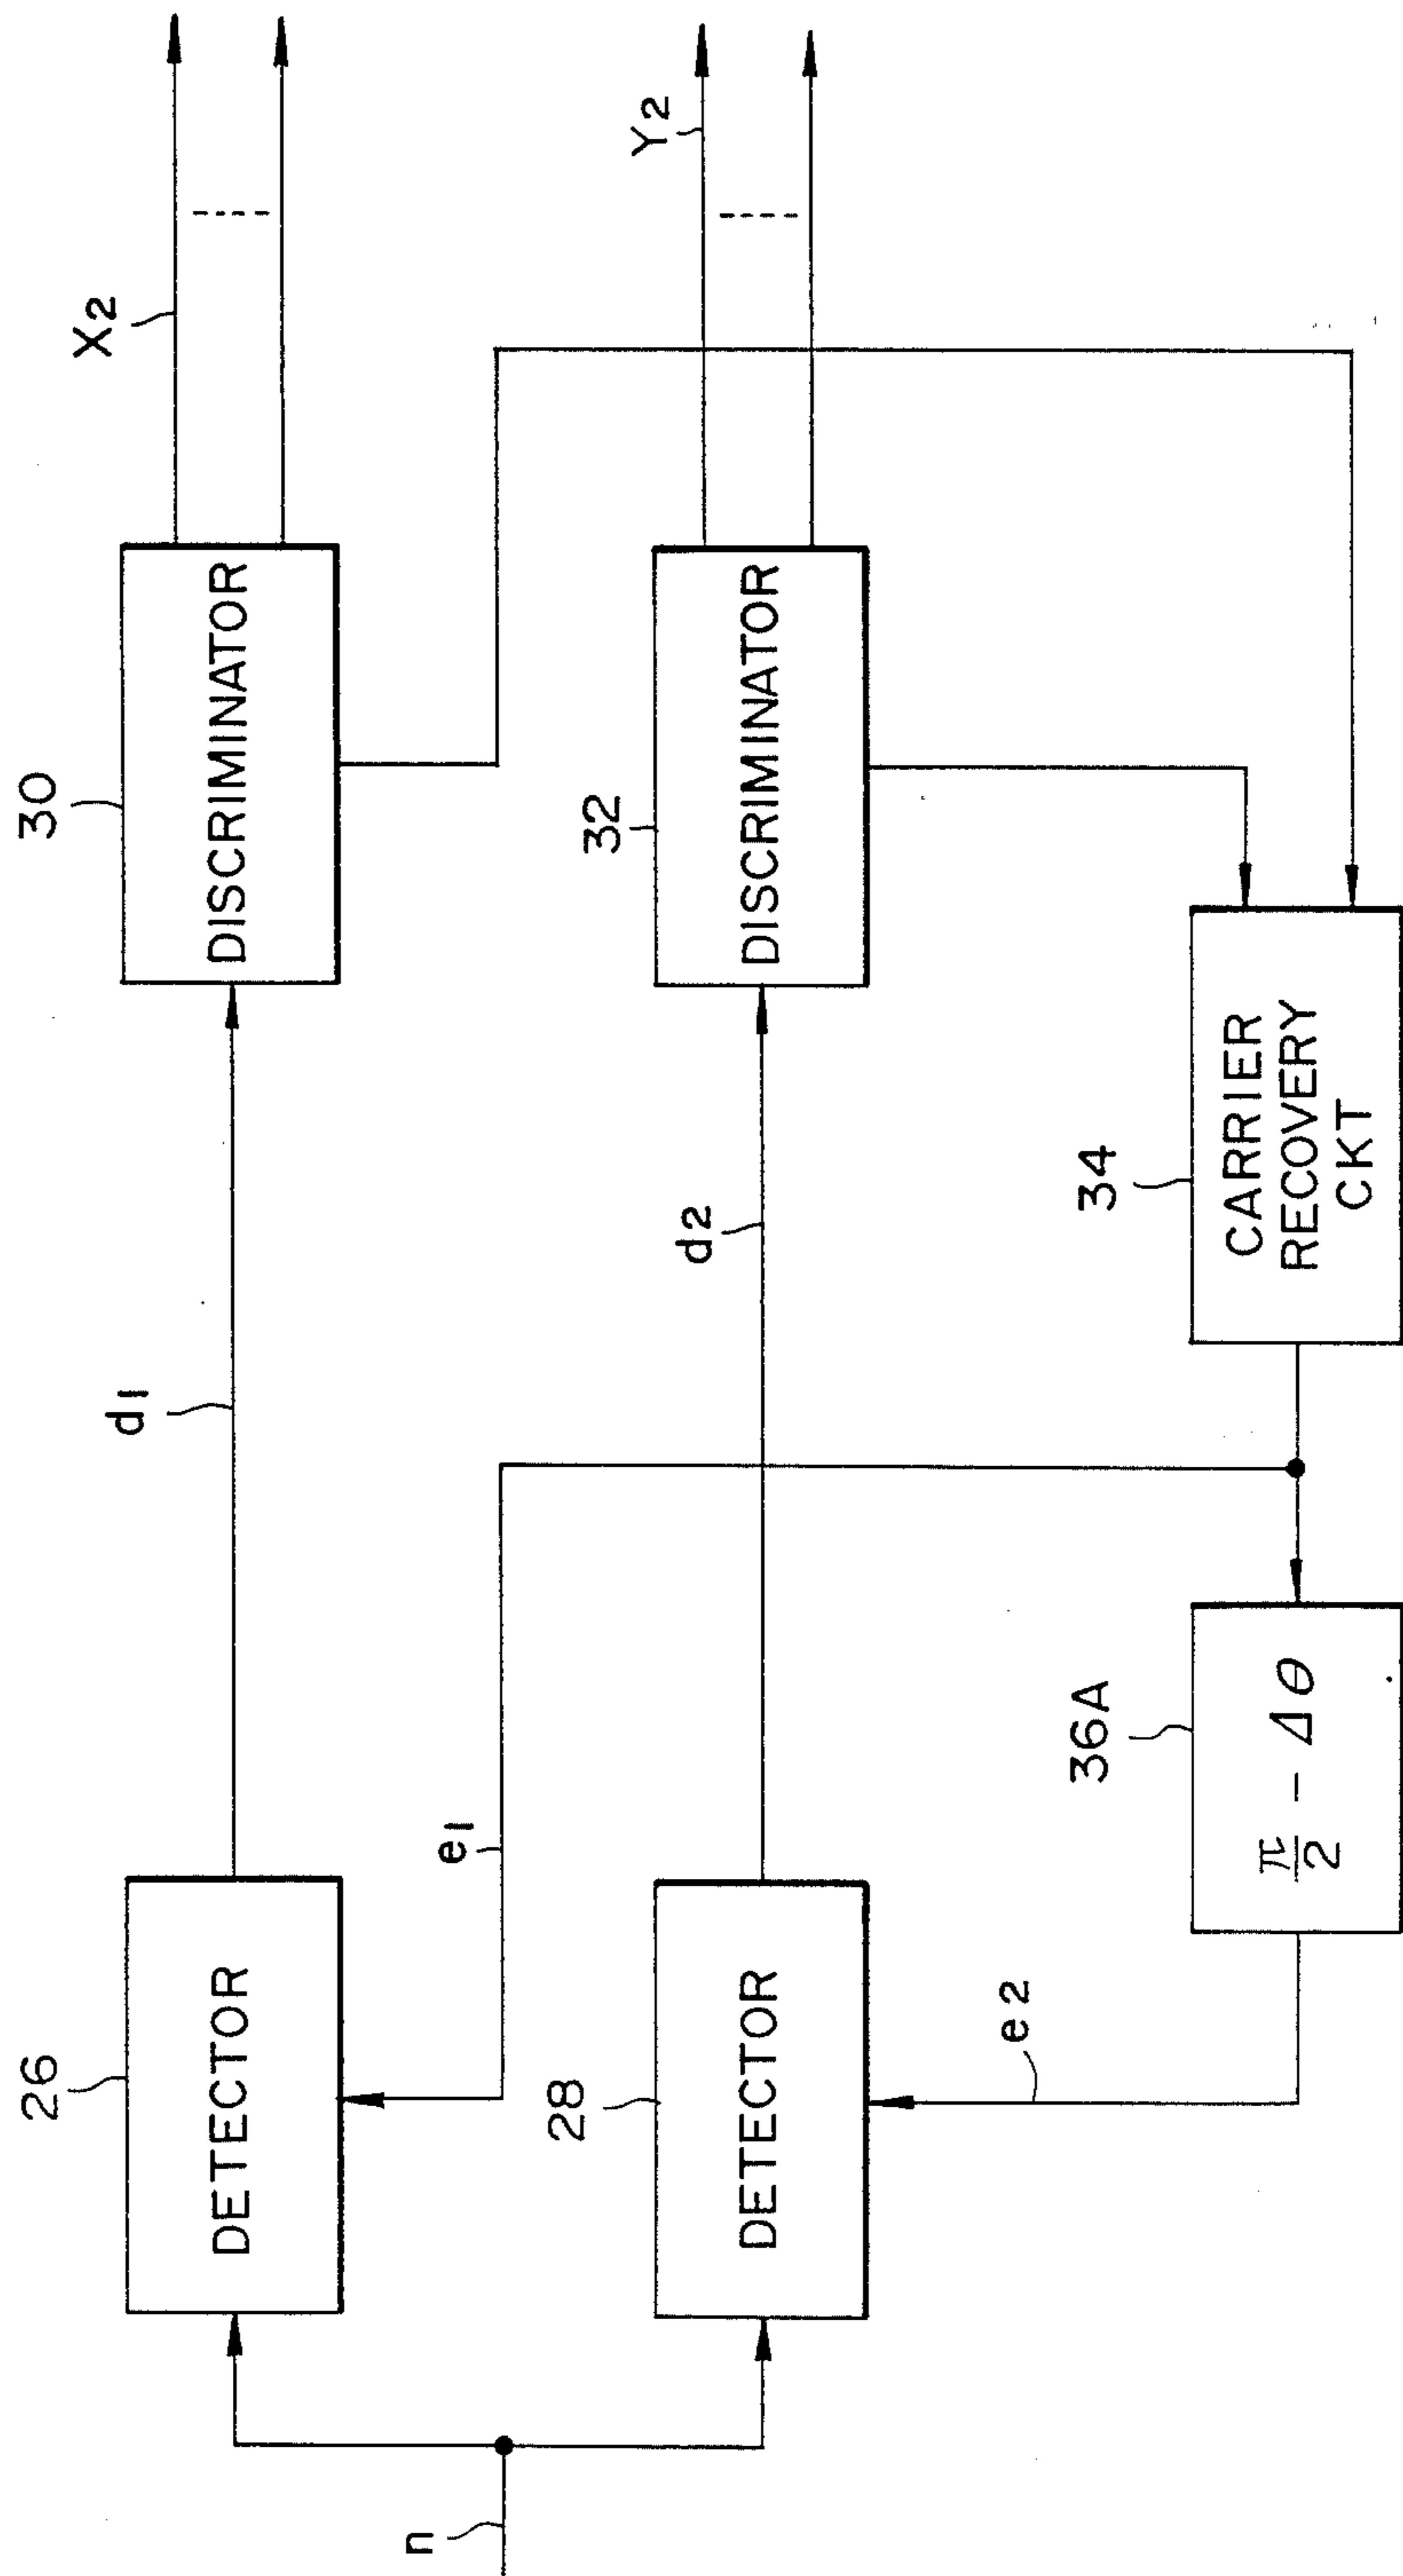 n
26
DETECTOR
d1
30
DISCRIMINATOR
X2
e1
28
DETECTOR
d2
32
DISCRIMINATOR
Y2
e2
36A
π/2 - Δθ
34
CARRIER
RECOVERY
CKT